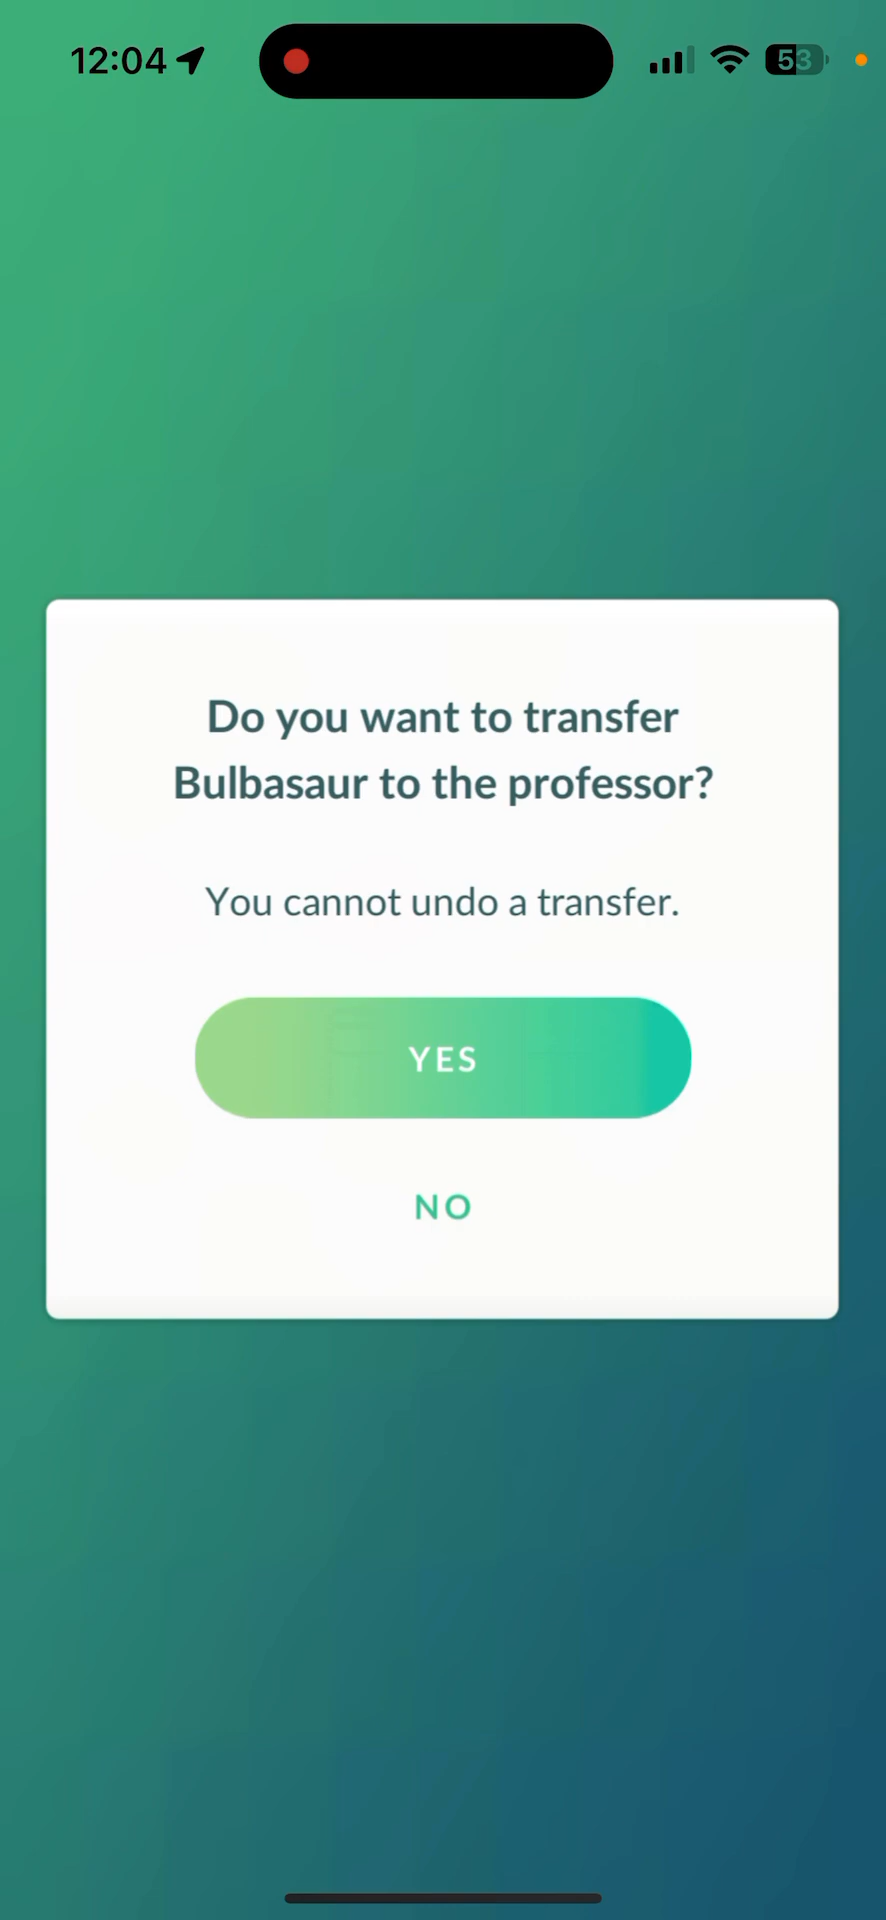 12:04
53
Do you want to transfer
Bulbasaur to the professor?
You cannot undo a transfer.
YES
NO